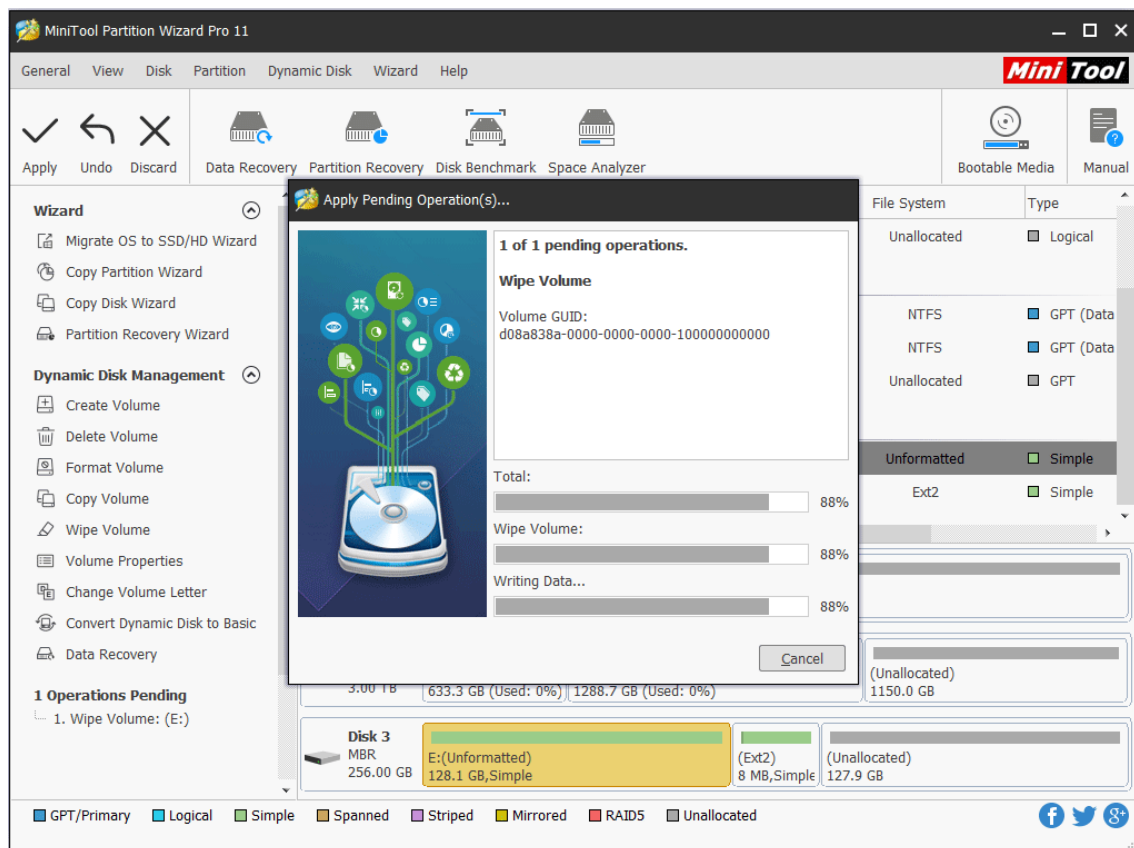 MiniTool Partition Wizard Pro 11
General View Disk Partition Dynamic Disk Wizard Help
Mini Tool
Apply Undo Discard Data Recovery Partition Recovery Disk Benchmark Space Analyzer Bootable Media Manual
Wizard
Migrate OS to SSD/HD Wizard
Copy Partition Wizard
Copy Disk Wizard
Partition Recovery Wizard
Dynamic Disk Management
Create Volume
Delete Volume
Format Volume
Copy Volume
Wipe Volume
Volume Properties
Change Volume Letter
Convert Dynamic Disk to Basic
Data Recovery
1 Operations Pending
1. Wipe Volume: (E:)
Apply Pending Operation(s)...
1 of 1 pending operations.
Wipe Volume
Volume GUID:
d08a838a-0000-0000-0000-100000000000
Total:
88%
Wipe Volume:
88%
Writing Data...
88%
Cancel
File System Type
Unallocated Logical
NTFS GPT (Data
NTFS GPT (Data
Unallocated GPT
Unformatted Simple
Ext2 Simple
(Unallocated)
3.00 TB 633.3 GB (Used: 0%) 1288.7 GB (Used: 0%) 1150.0 GB
Disk 3
MBR E:(Unformatted) (Ext2) (Unallocated)
256.00 GB 128.1 GB,Simple 8 MB,Simple 127.9 GB
GPT/Primary Logical Simple Spanned Striped Mirrored RAID5 Unallocated